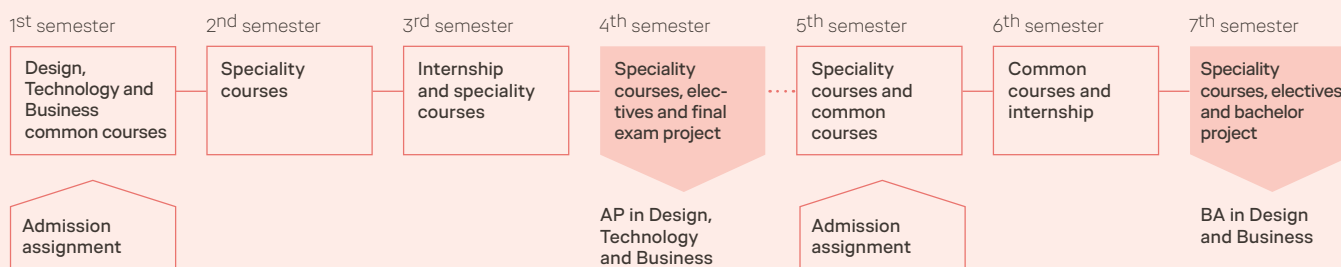 1st semester
Design,
Technology and
Business
common courses
2nd semester
Speciality
courses
3rd semester
Internship
and speciality
courses
4th semester
Speciality
courses, elec-
tives and final
exam project
5th semester
Speciality
courses and
common
courses
6th semester
Common
courses and
internship
7th semester
Speciality
courses, electives
and bachelor
project
Admission
assignment
AP in Design,
Technology
and Business
Admission
assignment
BA in Design
and Business